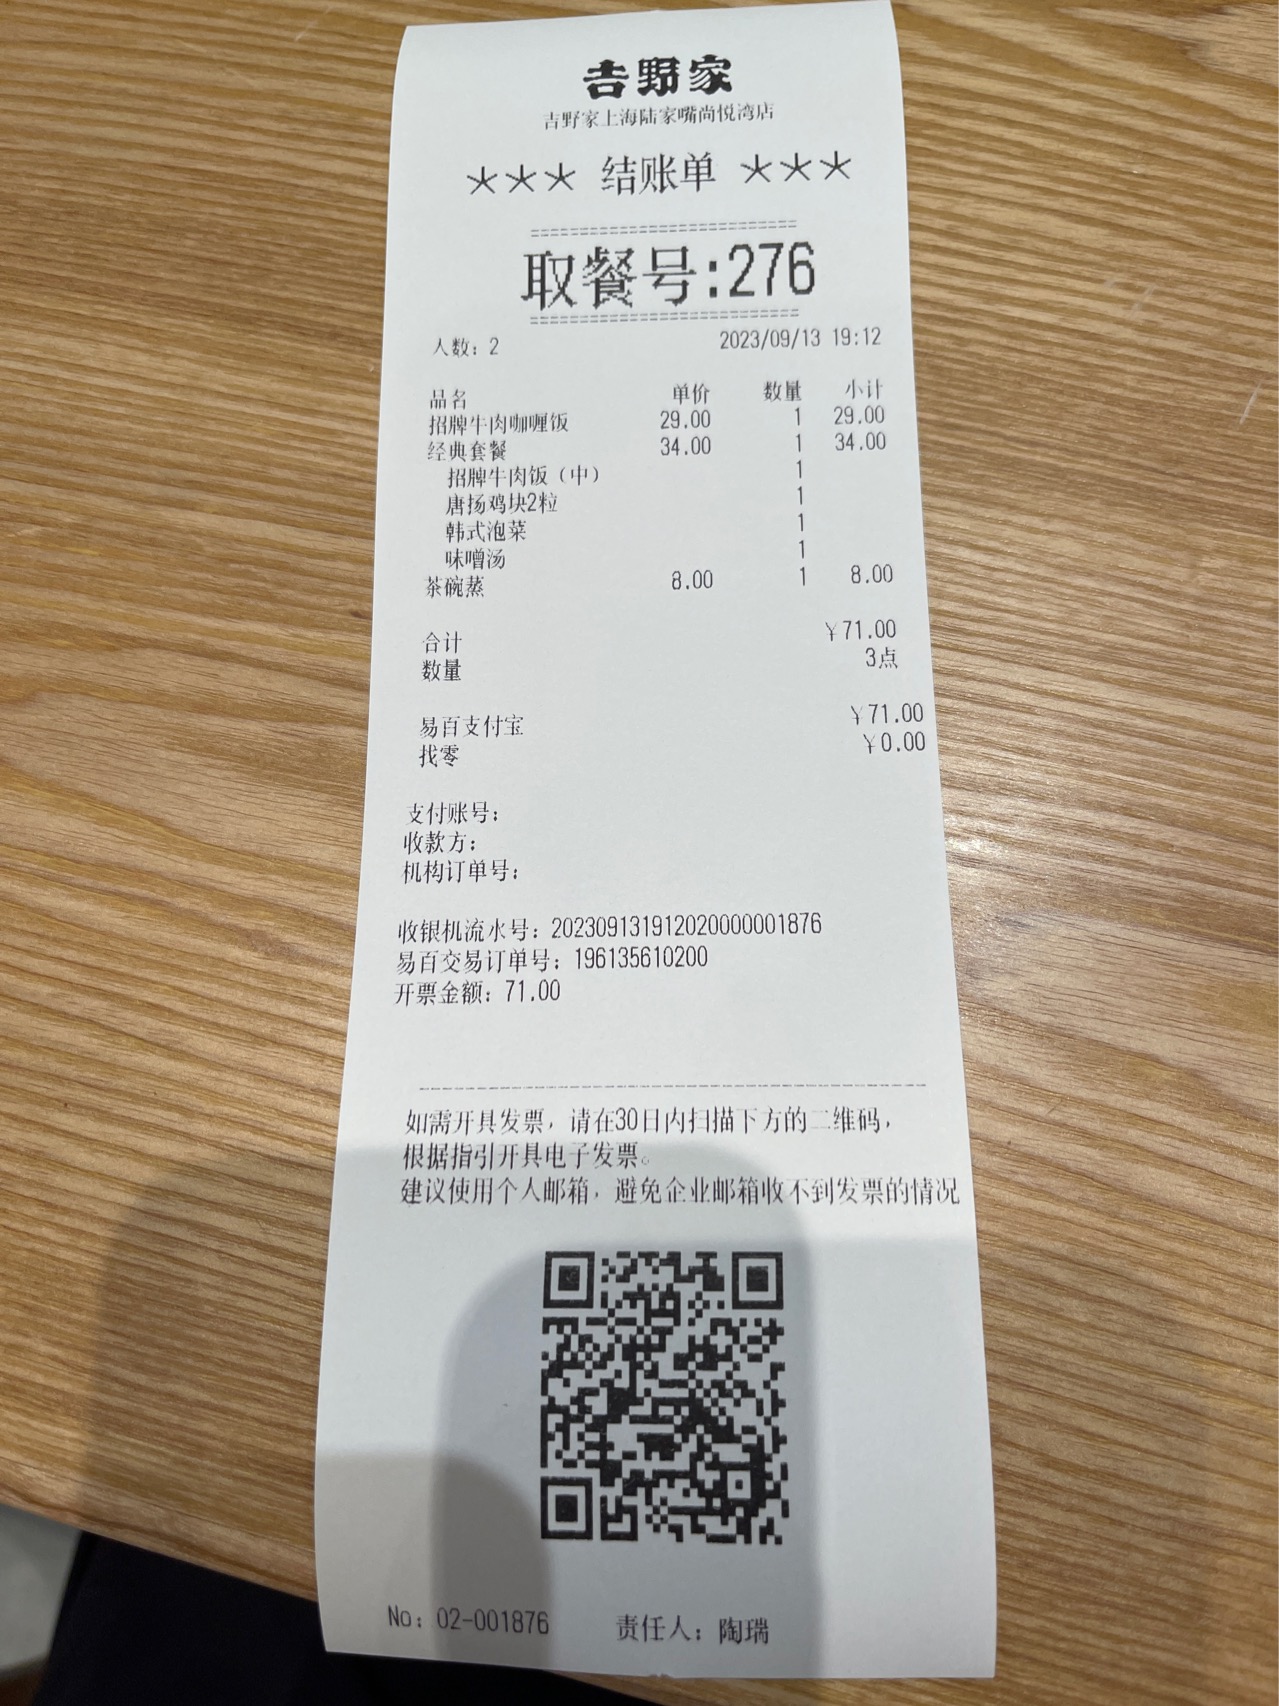 吉野家
吉野家上海陆家嘴尚悦湾店
*** 结账单 ***
==========================
取餐号:276
==========================
人数: 2 2023/09/13 19:12
品名 单价 数量 小计
招牌牛肉咖喱饭 29.00 1 29.00
经典套餐 34.00 1 34.00
招牌牛肉饭（中） 1
唐扬鸡块2粒 1
韩式泡菜 1
味噌汤 1
茶碗蒸 8.00 1 8.00
合计 ￥71.00
数量 3点
易百支付宝 ￥71.00
找零 ￥0.00
支付账号:
收款方:
机构订单号:
收银机流水号: 2023091319120200000001876
易百交易订单号: 196135610200
开票金额: 71.00
如需开具发票，请在30日内扫描下方的二维码，
根据指引开具电子发票。
建议使用个人邮箱，避免企业邮箱收不到发票的情况
No: 02-001876 责任人: 陶瑞